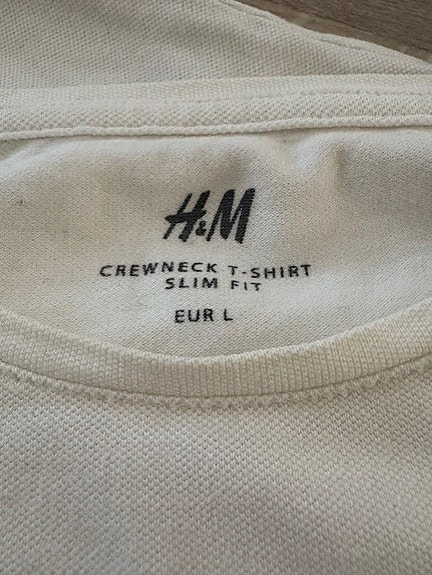 H&M
CREWNECK T-SHIRT
SLIM FIT
EUR L